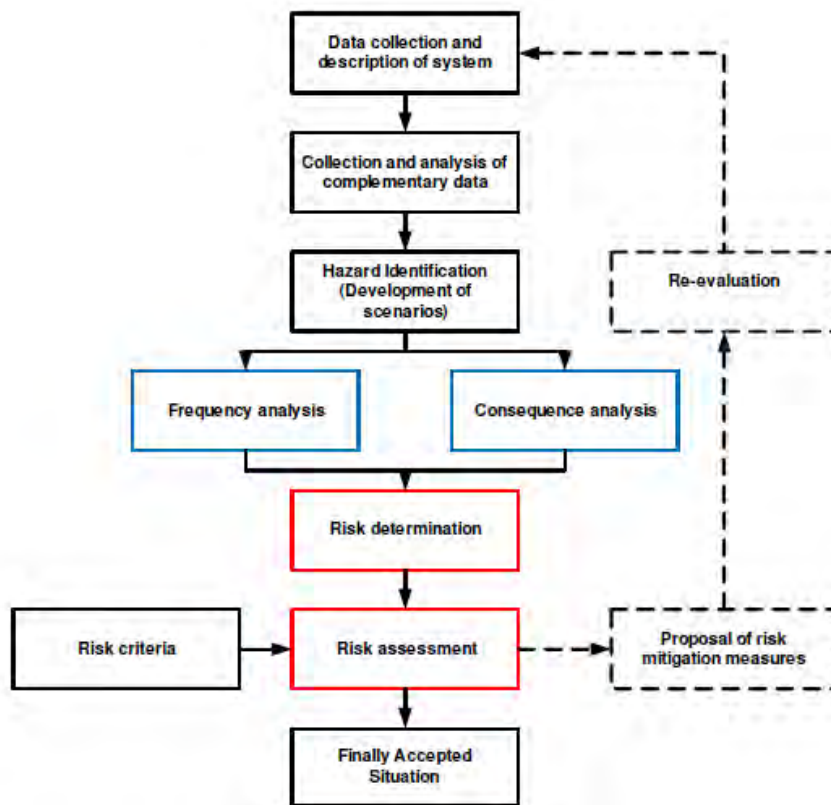 Data collection and
description of system
Collection and analysis of
complementary data
Hazard Identification
(Development of
scenarios)
Re-evaluation
Frequency analysis
Consequence analysis
Risk determination
Risk criteria
Risk assessment
Proposal of risk
mitigation measures
Finally Accepted
Situation